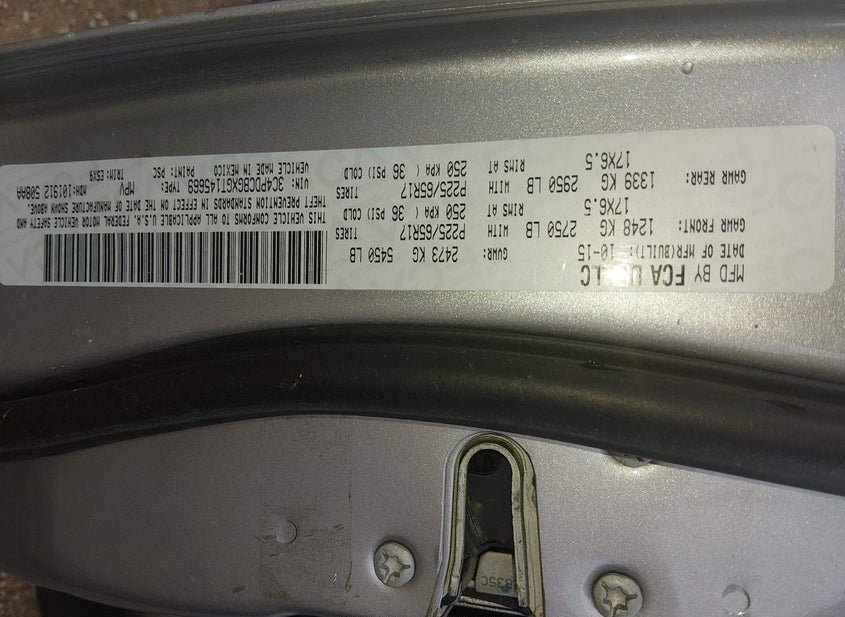 MFD BY FCA US LLC
DATE OF MFR(BUILT): 10-15
GVWR: 2473 KG 5450 LB
GAWR FRONT: 1248 KG 2750 LB WITH P225/65R17 TIRES
17X6.5 RIMS AT 250 KPA ( 36 PSI) COLD
GAWR REAR: 1339 KG 2950 LB WITH P225/65R17 TIRES
17X6.5 RIMS AT 250 KPA ( 36 PSI) COLD
THIS VEHICLE CONFORMS TO ALL APPLICABLE U.S.A. FEDERAL MOTOR VEHICLE SAFETY AND
THEFT PREVENTION STANDARDS IN EFFECT ON THE DATE OF MANUFACTURE SHOWN ABOVE.
VIN: 3C4PDCBGXGT145669 TYPE: MPV MDH:101912 508AA
VEHICLE MADE IN MEXICO PAINT: PSC TRIM: E5X9